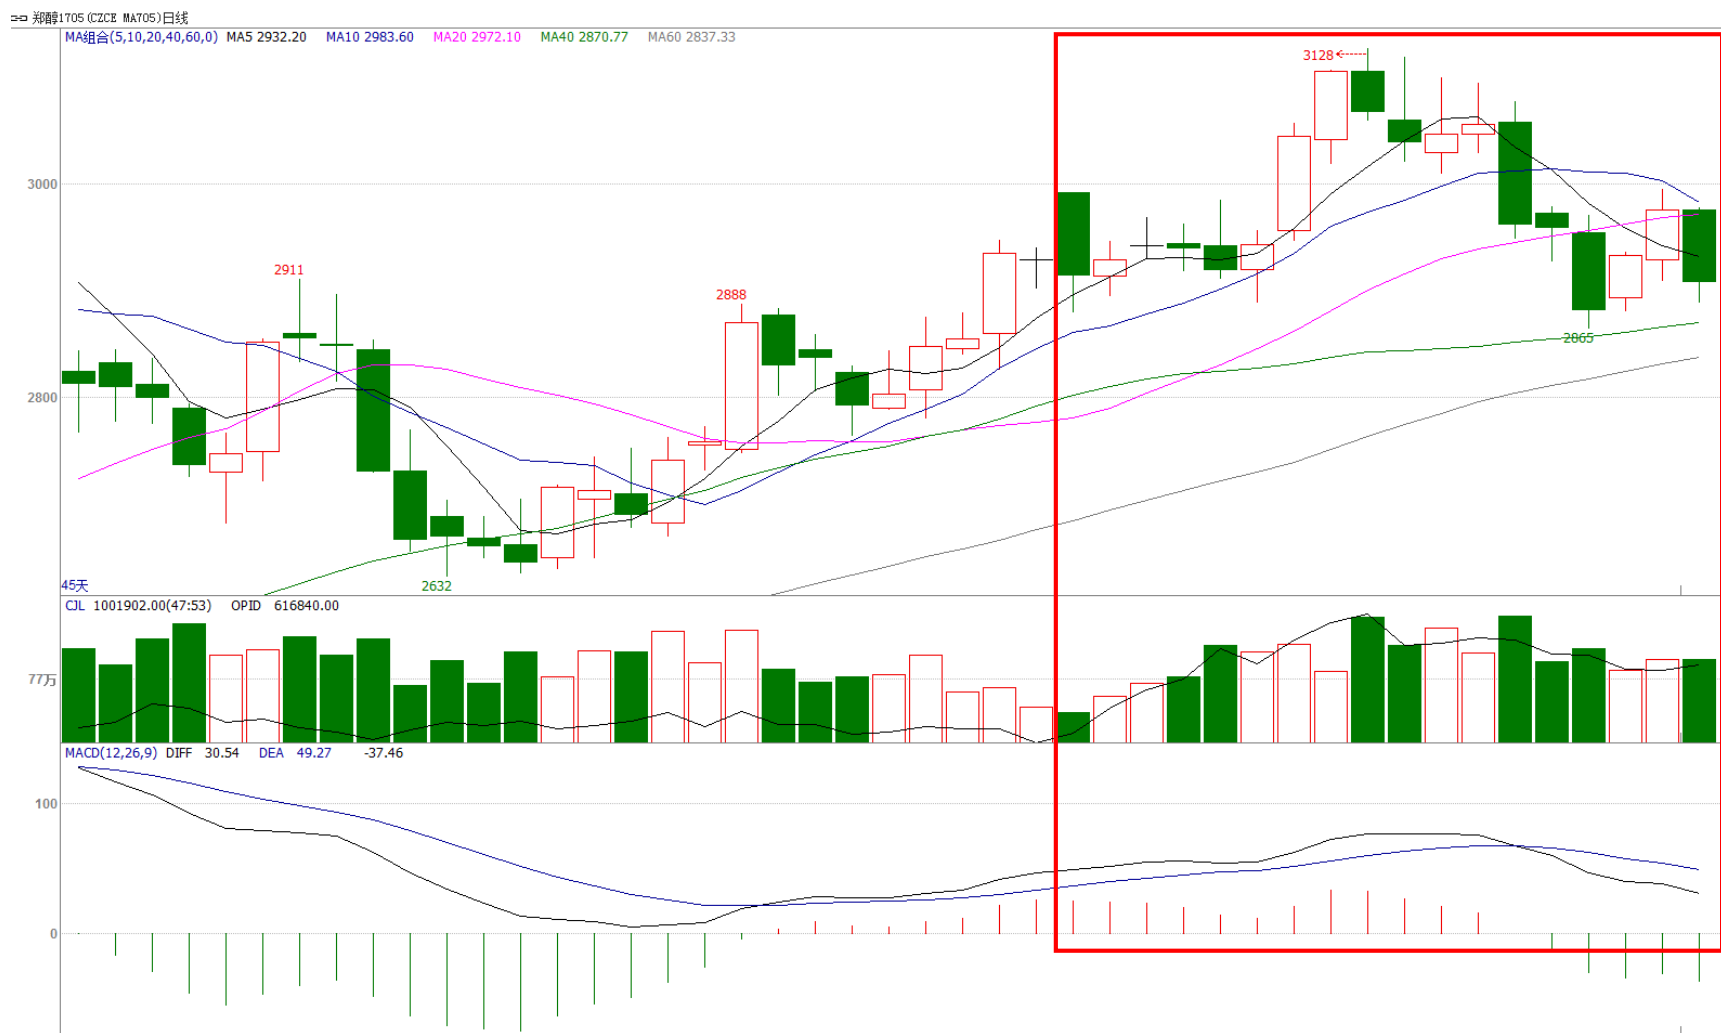 郑醇1705(CZCE MA705)日线
MA组合(5,10,20,40,60,0) MA5 2932.20 MA10 2983.60 MA20 2972.10 MA40 2870.77 MA60 2837.33
3128
3000
2911
2888
2865
2800
2632
45天
CJL 1001902.00(47:53) OPID 616840.00
77万
MACD(12,26,9) DIFF 30.54 DEA 49.27 -37.46
100
0